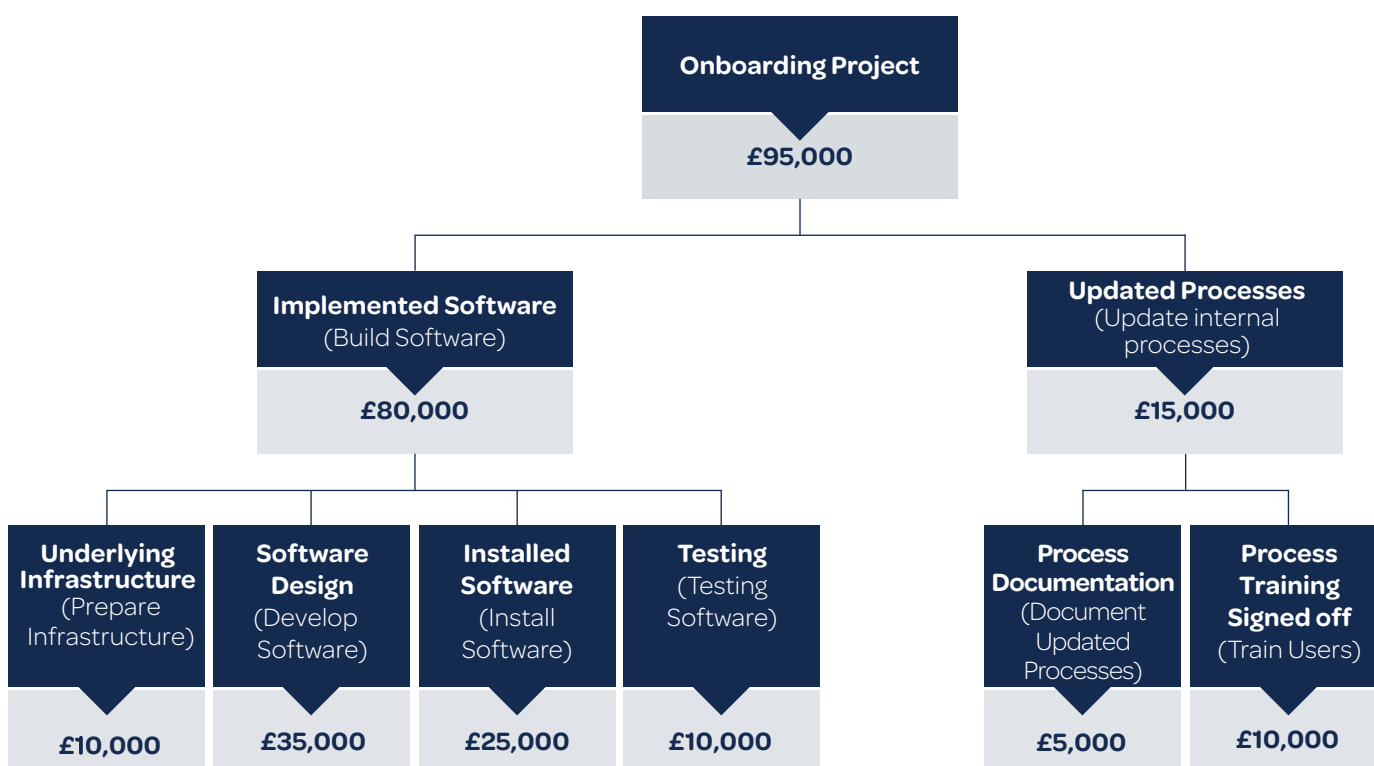 Onboarding Project
£95,000
Implemented Software
(Build Software)
£80,000
Updated Processes
(Update internal
processes)
£15,000
Underlying
Infrastructure
(Prepare
Infrastructure)
£10,000
Software
Design
(Develop
Software)
£35,000
Installed
Software
(Install
Software)
£25,000
Testing
(Testing
Software)
£10,000
Process
Documentation
(Document
Updated
Processes)
£5,000
Process
Training
Signed off
(Train Users)
£10,000